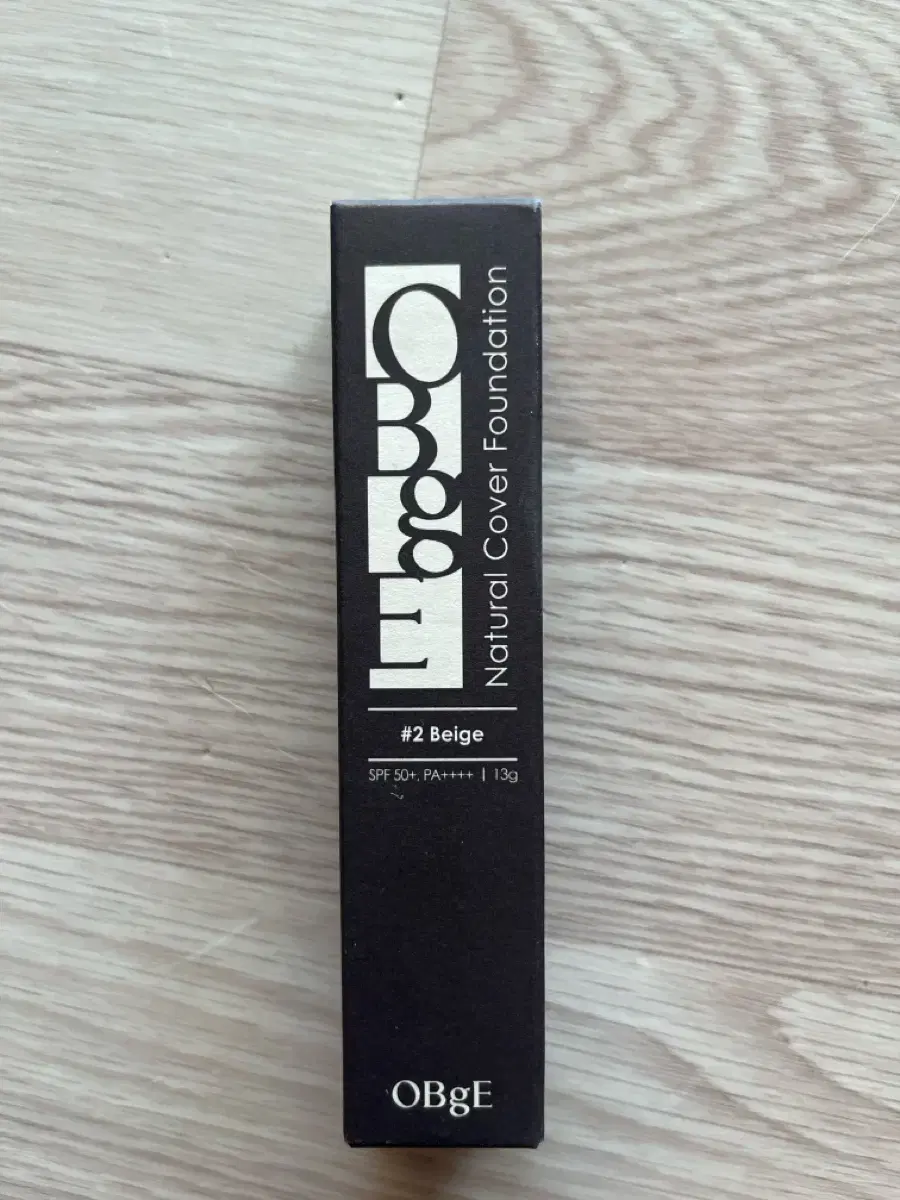 OBgE
Natural Cover Foundation
#2 Beige
SPF 50+, PA++++ | 13g
OBgE